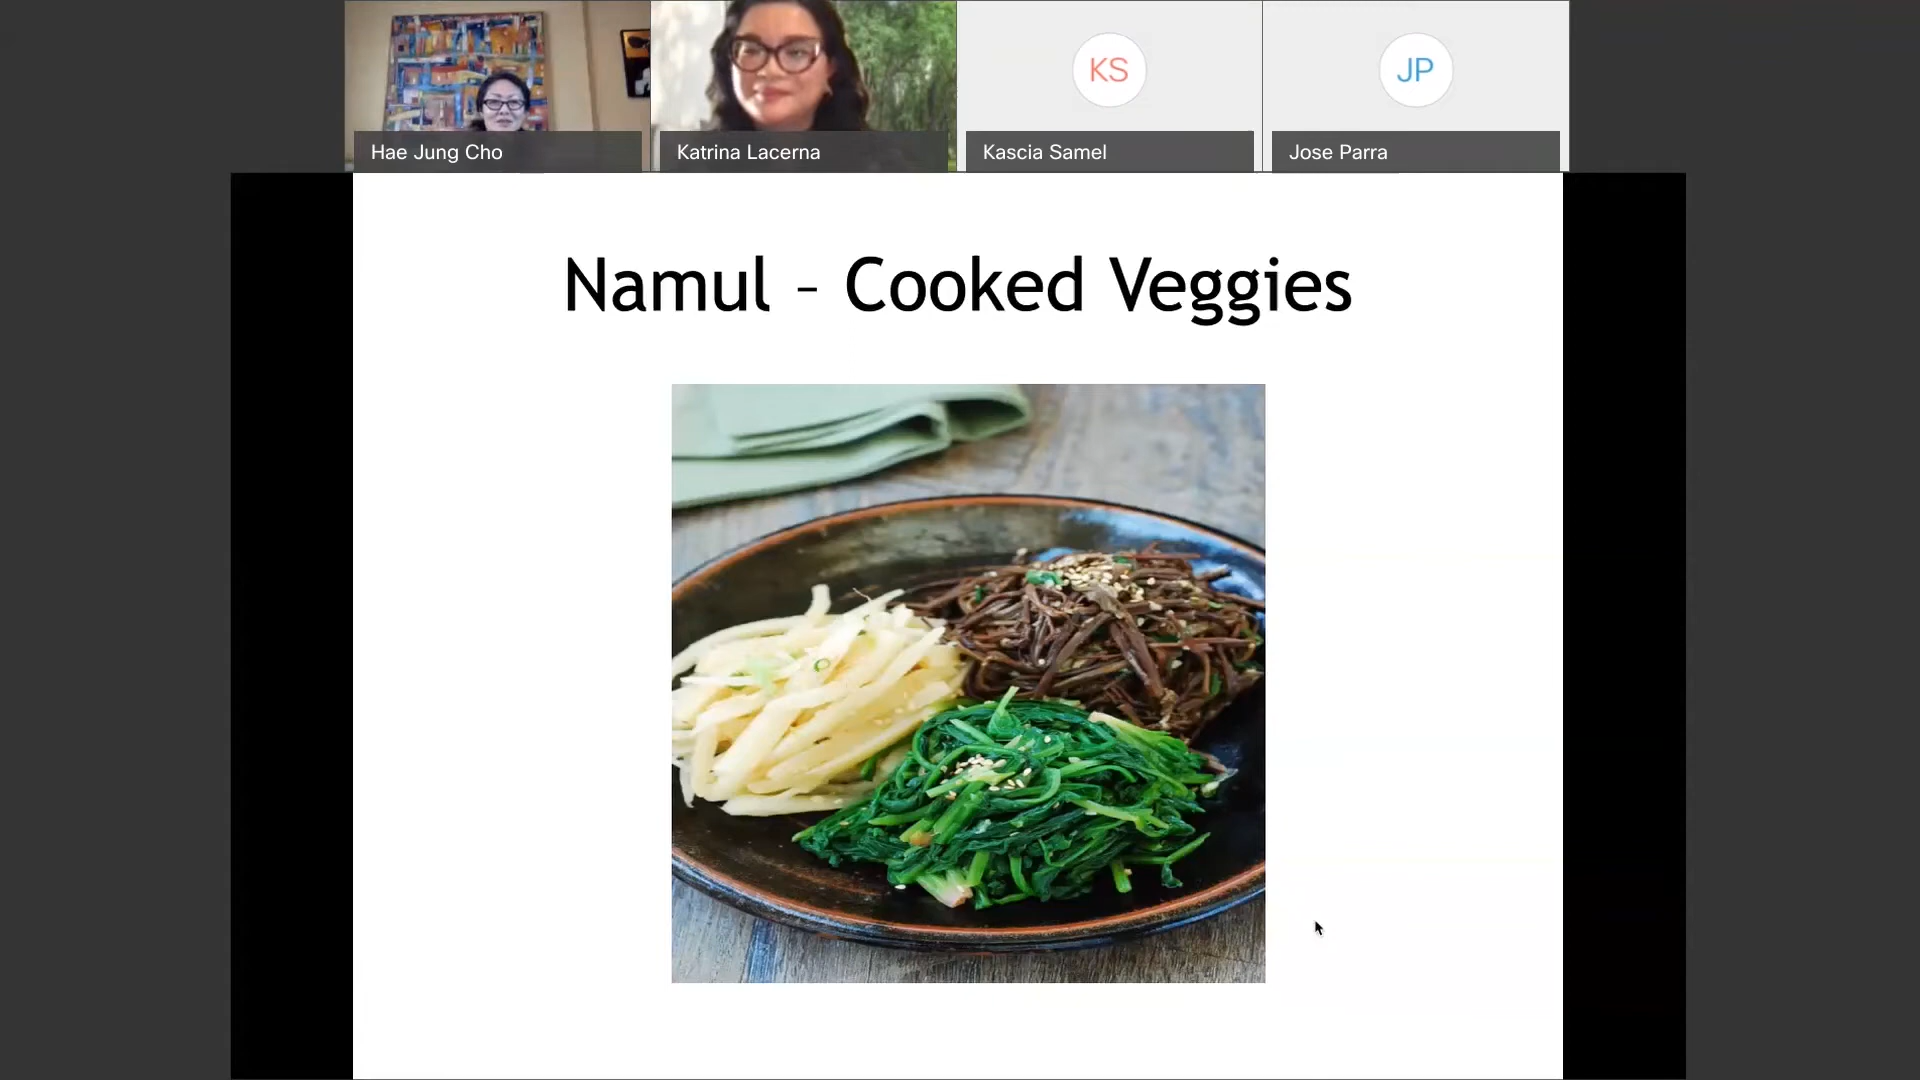 Hae Jung Cho
Katrina Lacerna
KS
Kascia Samel
JP
Jose Parra
Namul - Cooked Veggies